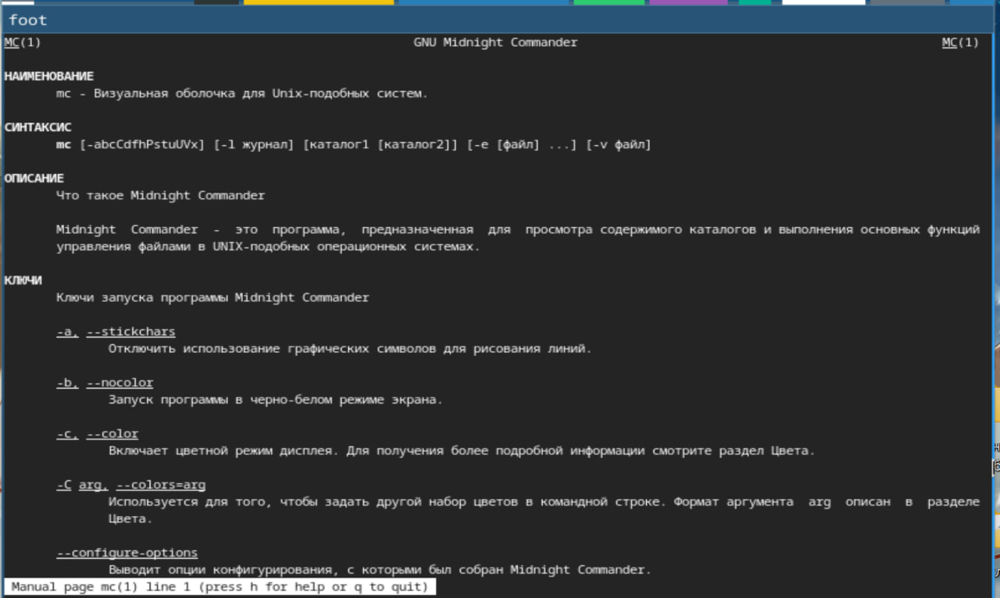 foot
MC(1) GNU Midnight Commander MC(1)
НАИМЕНОВАНИЕ
mc - Визуальная оболочка для Unix-подобных систем.
СИНТАКСИС
mc [-abcCdfhPstuUVx] [-l журнал] [каталог1 [каталог2]] [-e [файл] ...] [-v файл]
ОПИСАНИЕ
Что такое Midnight Commander
Midnight Commander - это программа, предназначенная для просмотра содержимого каталогов и выполнения основных функций
управления файлами в UNIX-подобных операционных системах.
КЛЮЧИ
Ключи запуска программы Midnight Commander
-a, --stickchars
Отключить использование графических символов для рисования линий.
-b, --nocolor
Запуск программы в черно-белом режиме экрана.
-c, --color
Включает цветной режим дисплея. Для получения более подробной информации смотрите раздел Цвета.
-C arg, --colors=arg
Используется для того, чтобы задать другой набор цветов в командной строке. Формат аргумента arg описан в разделе
Цвета.
--configure-options
Выводит опции конфигурирования, с которыми был собран Midnight Commander.
Manual page mc(1) line 1 (press h for help or q to quit)